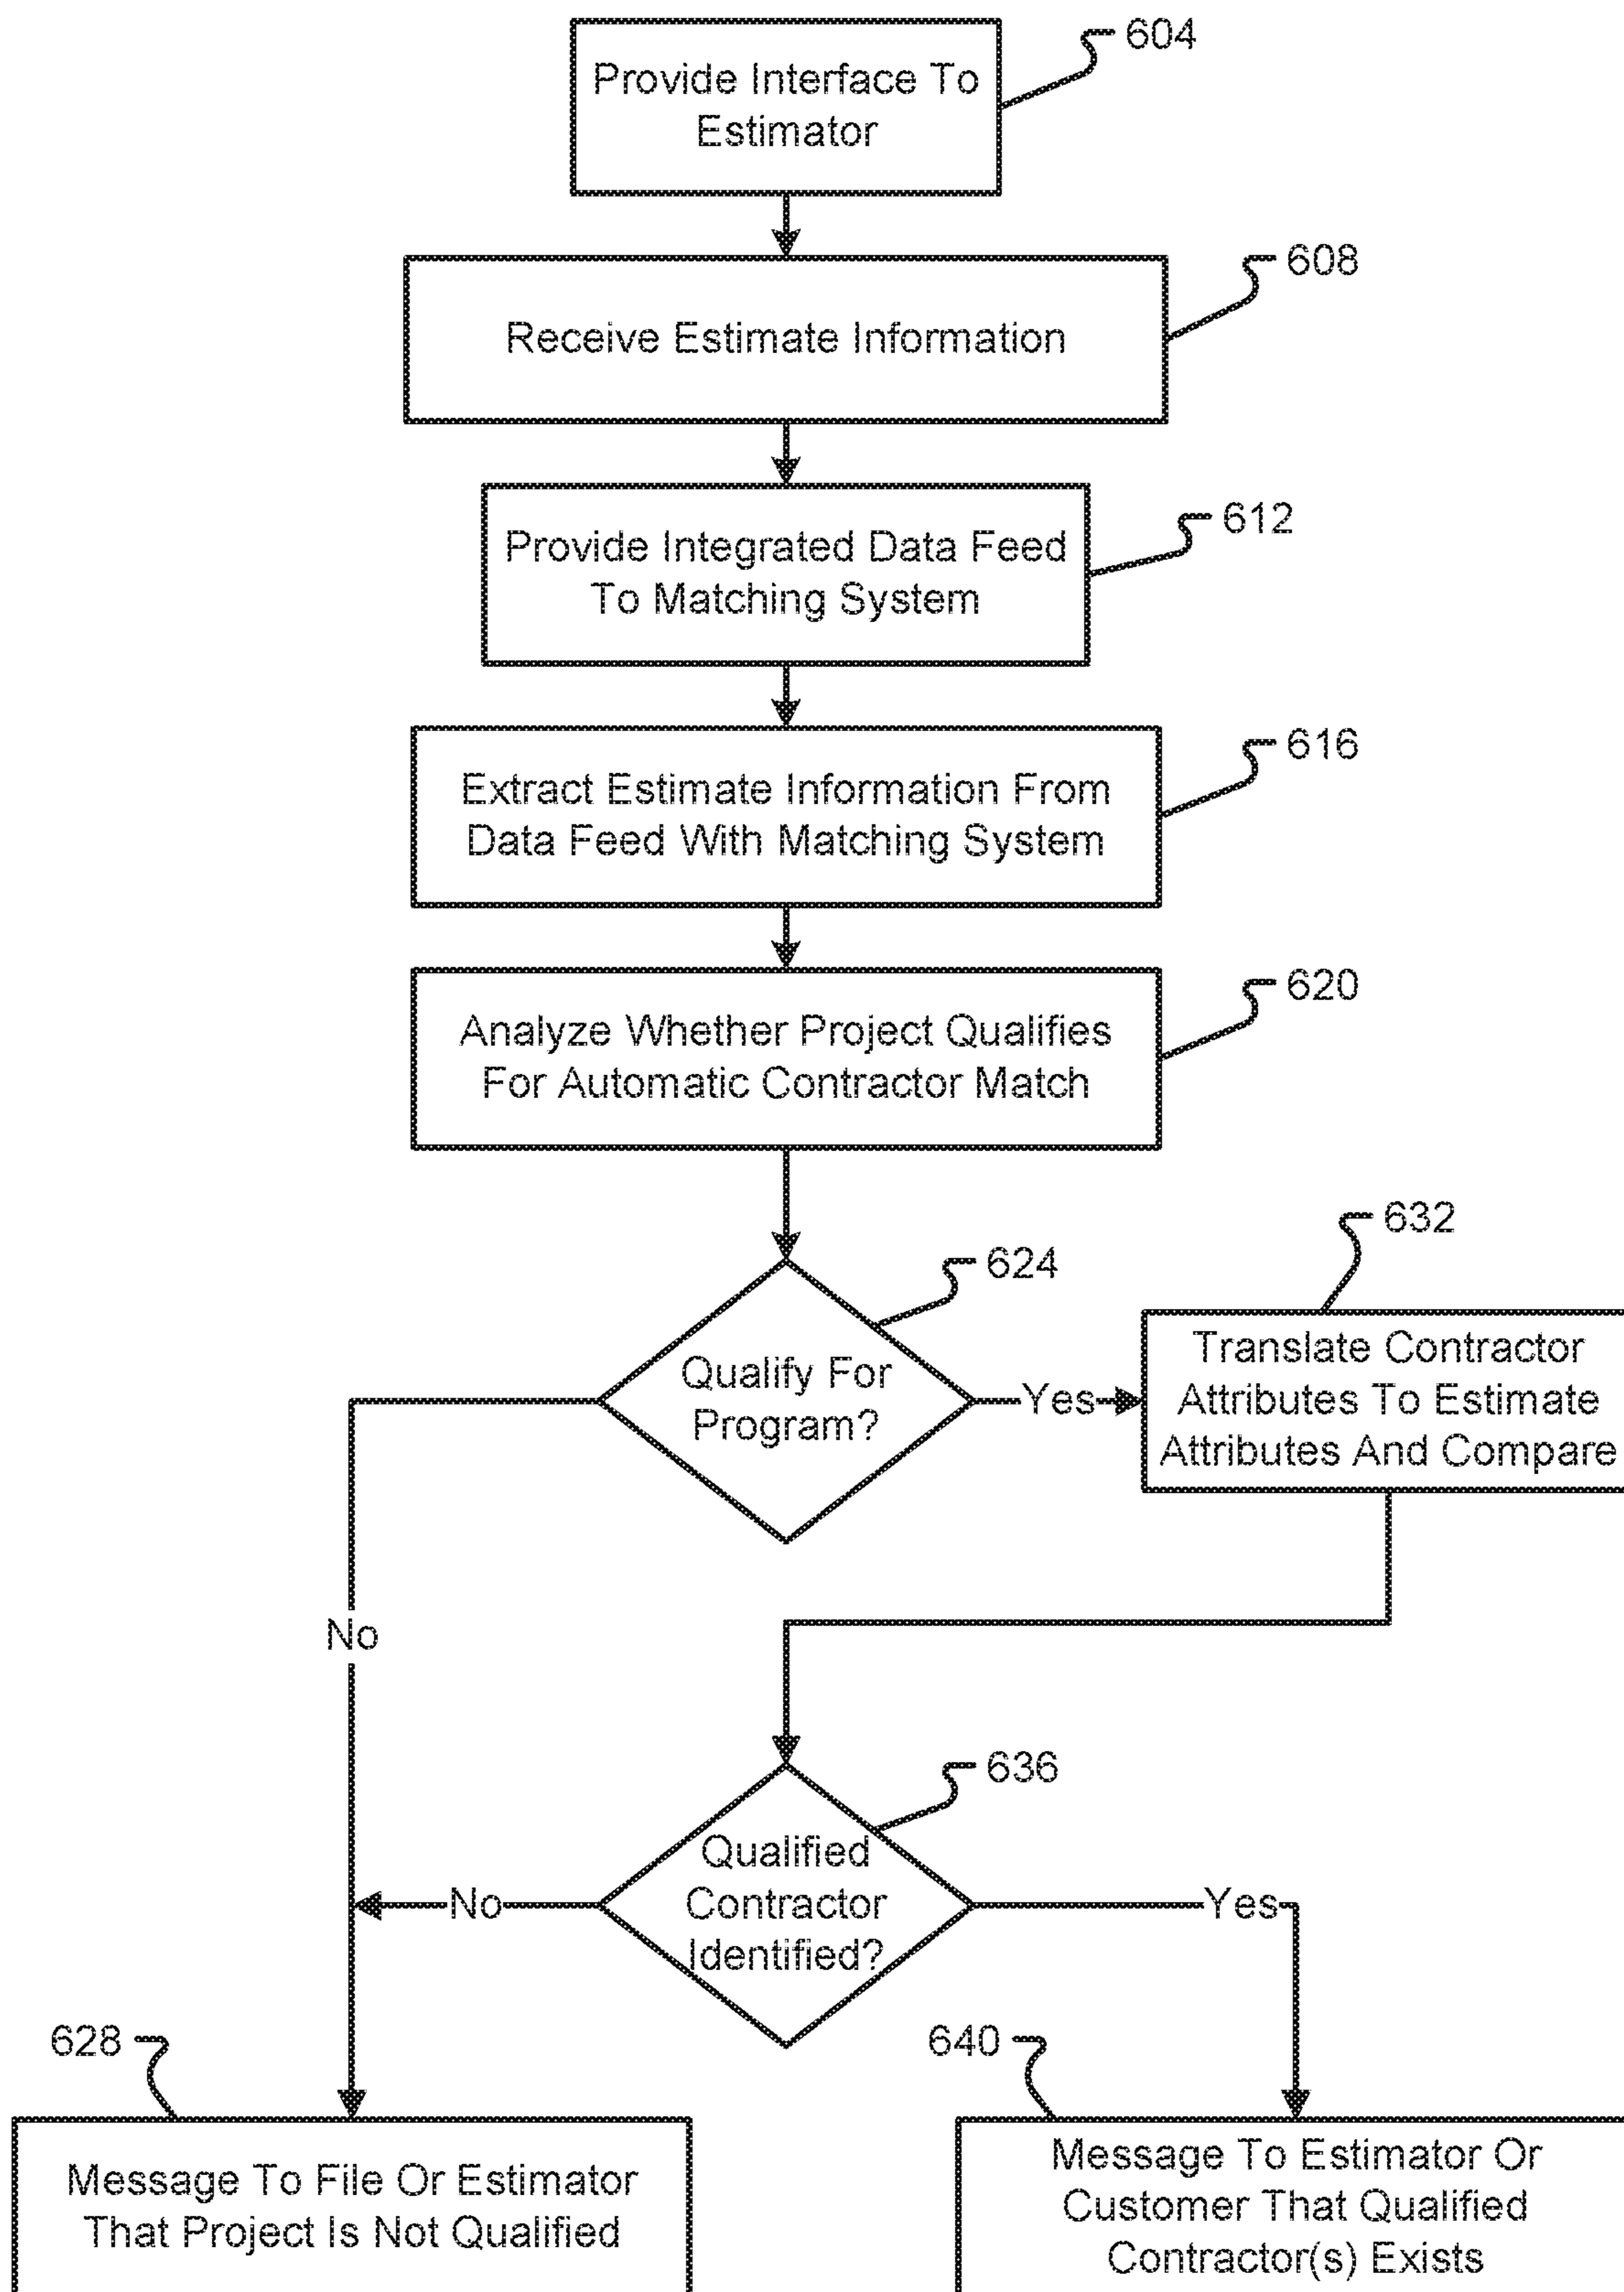 604
Provide Interface To
Estimator
608
Receive Estimate Information
612
Provide Integrated Data Feed
To Matching System
616
Extract Estimate Information From
Data Feed With Matching System
620
Analyze Whether Project Qualifies
For Automatic Contractor Match
624
Qualify For
Program?
Yes
632
Translate Contractor
Attributes To Estimate
Attributes And Compare
No
636
Qualified
Contractor
Identified?
No
Yes
628
Message To File Or Estimator
That Project Is Not Qualified
640
Message To Estimator Or
Customer That Qualified
Contractor(s) Exists